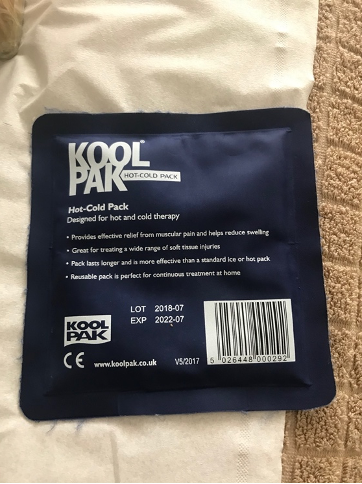 KOOL
PAK
HOT-COLD PACK
Hot-Cold Pack
Designed for hot and cold therapy
• Provides effective relief from muscular pain and helps reduce swelling
• Great for treating a wide range of soft tissue injuries
• Pack lasts longer and is more effective than a standard ice or hot pack
• Reusable pack is perfect for continuous treatment at home
LOT 2018-07
EXP 2022-07
KOOL
PAK
CE www.koolpak.co.uk V5/2017
5 026448 000292